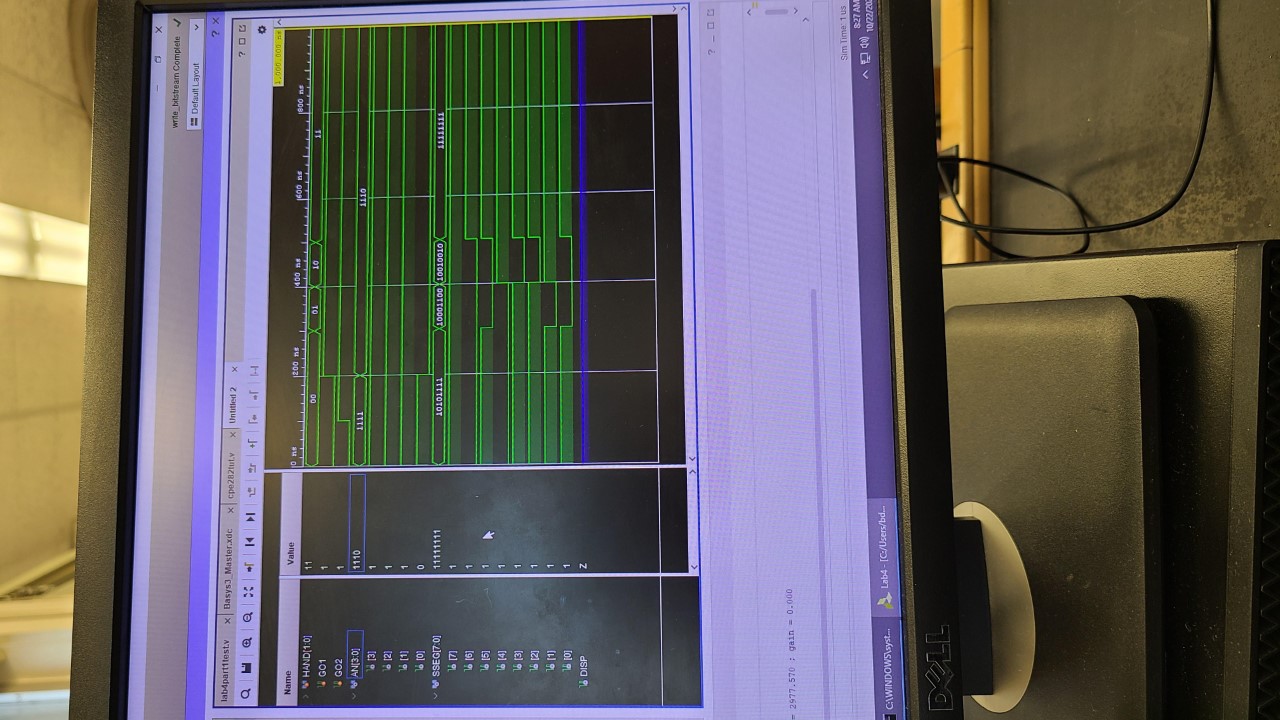 write_bitstream Complete
Default Layout
? ×
lab4part1test.v × Basys3_Master.xdc × cpe282tut.v × Untitled 2 ×
1,000.000 ns
Name Value 0 ns 200 ns 400 ns 600 ns 800 ns
HAND[1:0] 11 00 01 10 11
GO1 1
GO2 1
AN[3:0] 1110 1111 1110
[3] 1
[2] 1
[1] 1
[0] 0
SSEG[7:0] 11111111 10101111 10001100 10010010 11111111
[7] 1
[6] 1
[5] 1
[4] 1
[3] 1
[2] 1
[1] 1
[0] 1
DISP Z
= 2977.570 ; gain = 0.000
Sim Time: 1 us
C:\WINDOWS\syst... Lab4 - [C:/Users/bd... 8:27 AM
10/22/20
DELL